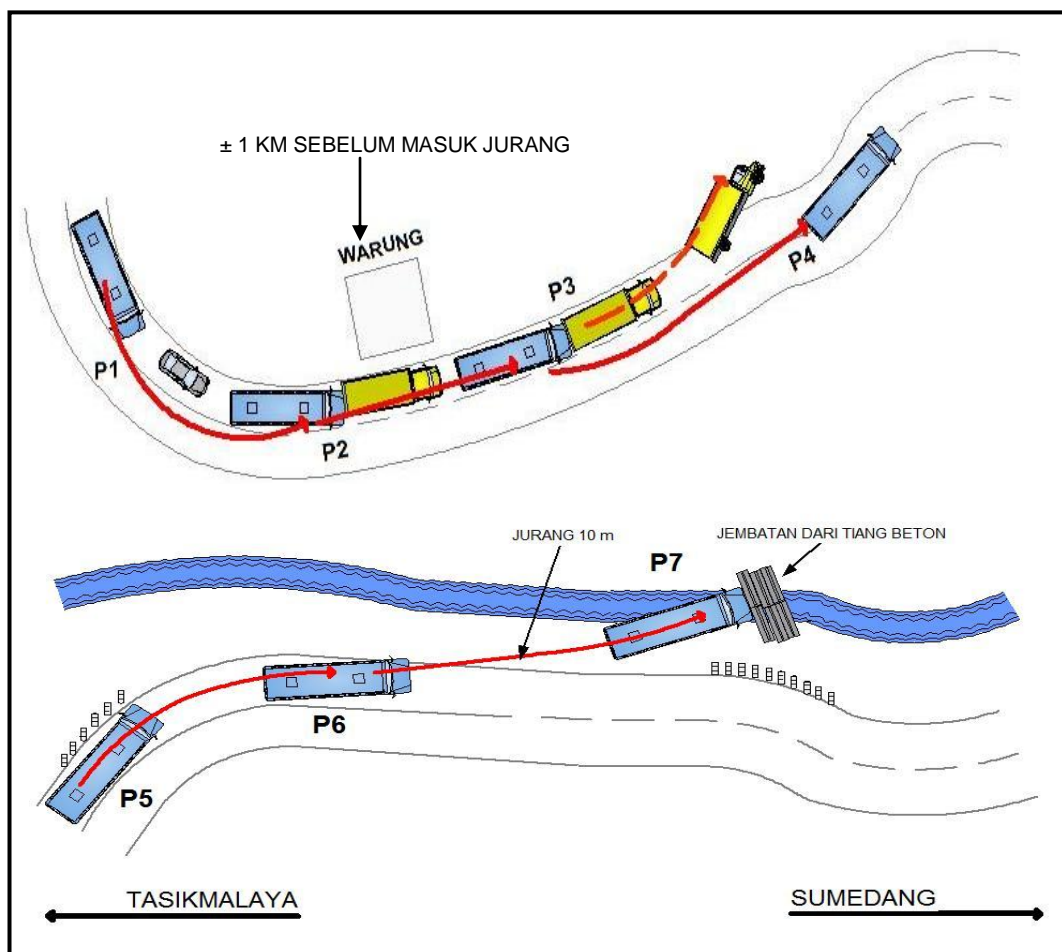 ± 1 KM SEBELUM MASUK JURANG
WARUNG
P3
P4
P1
P2
JURANG 10 m
JEMBATAN DARI TIANG BETON
P7
P6
P5
TASIKMALAYA
SUMEDANG